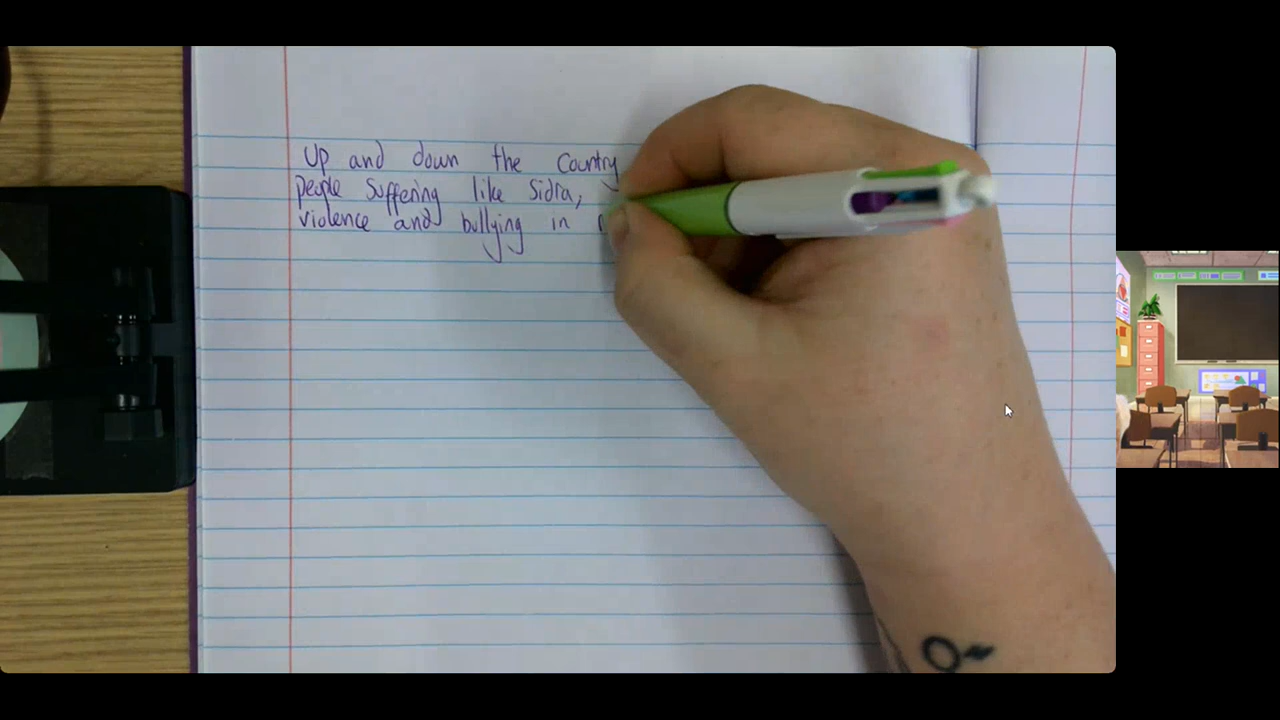 Up and down the Country
people suffering like Sidra,
violence and bullying in